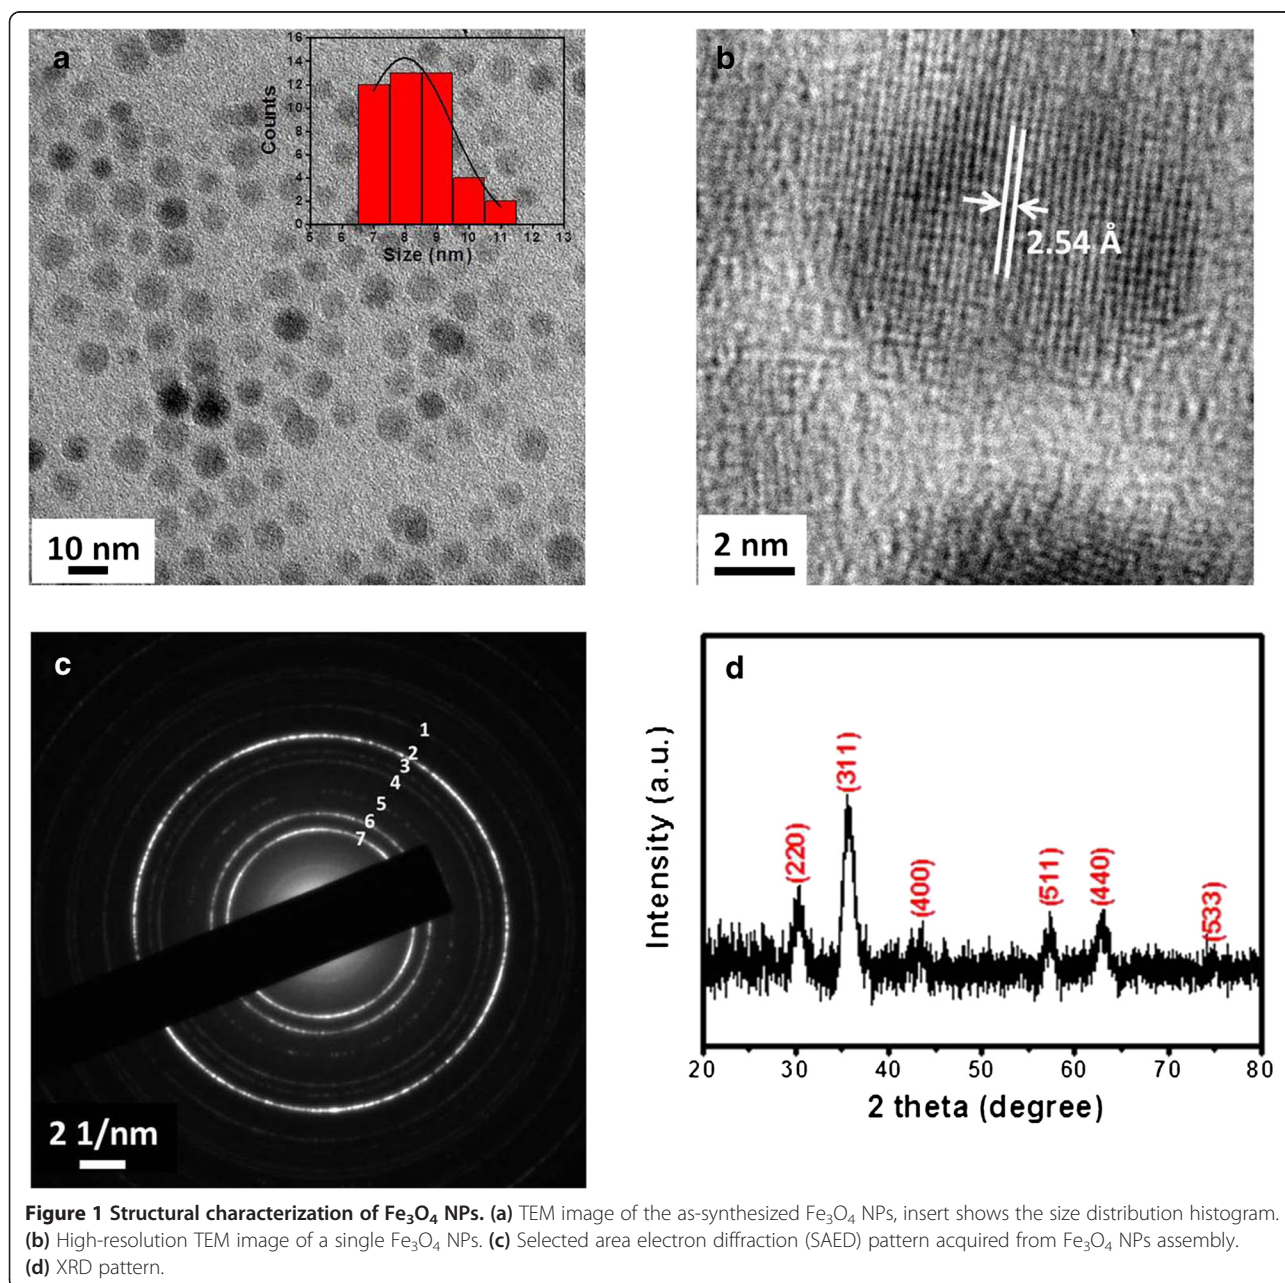 a
16
14
12
10
8
6
4
2
0
Counts
5 6 7 8 9 10 11 12 13
Size (nm)
10 nm
b
2.54 Å
2 nm
c
1
2
3
4
5
6
7
2 1/nm
d
Intensity (a.u.)
(220)
(311)
(400)
(511)
(440)
(533)
20 30 40 50 60 70 80
2 theta (degree)
Figure 1 Structural characterization of Fe₃O₄ NPs. (a) TEM image of the as-synthesized Fe₃O₄ NPs, insert shows the size distribution histogram.
(b) High-resolution TEM image of a single Fe₃O₄ NPs. (c) Selected area electron diffraction (SAED) pattern acquired from Fe₃O₄ NPs assembly.
(d) XRD pattern.